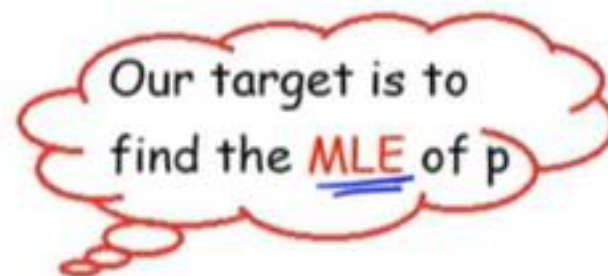 Our target is to
find the MLE of p